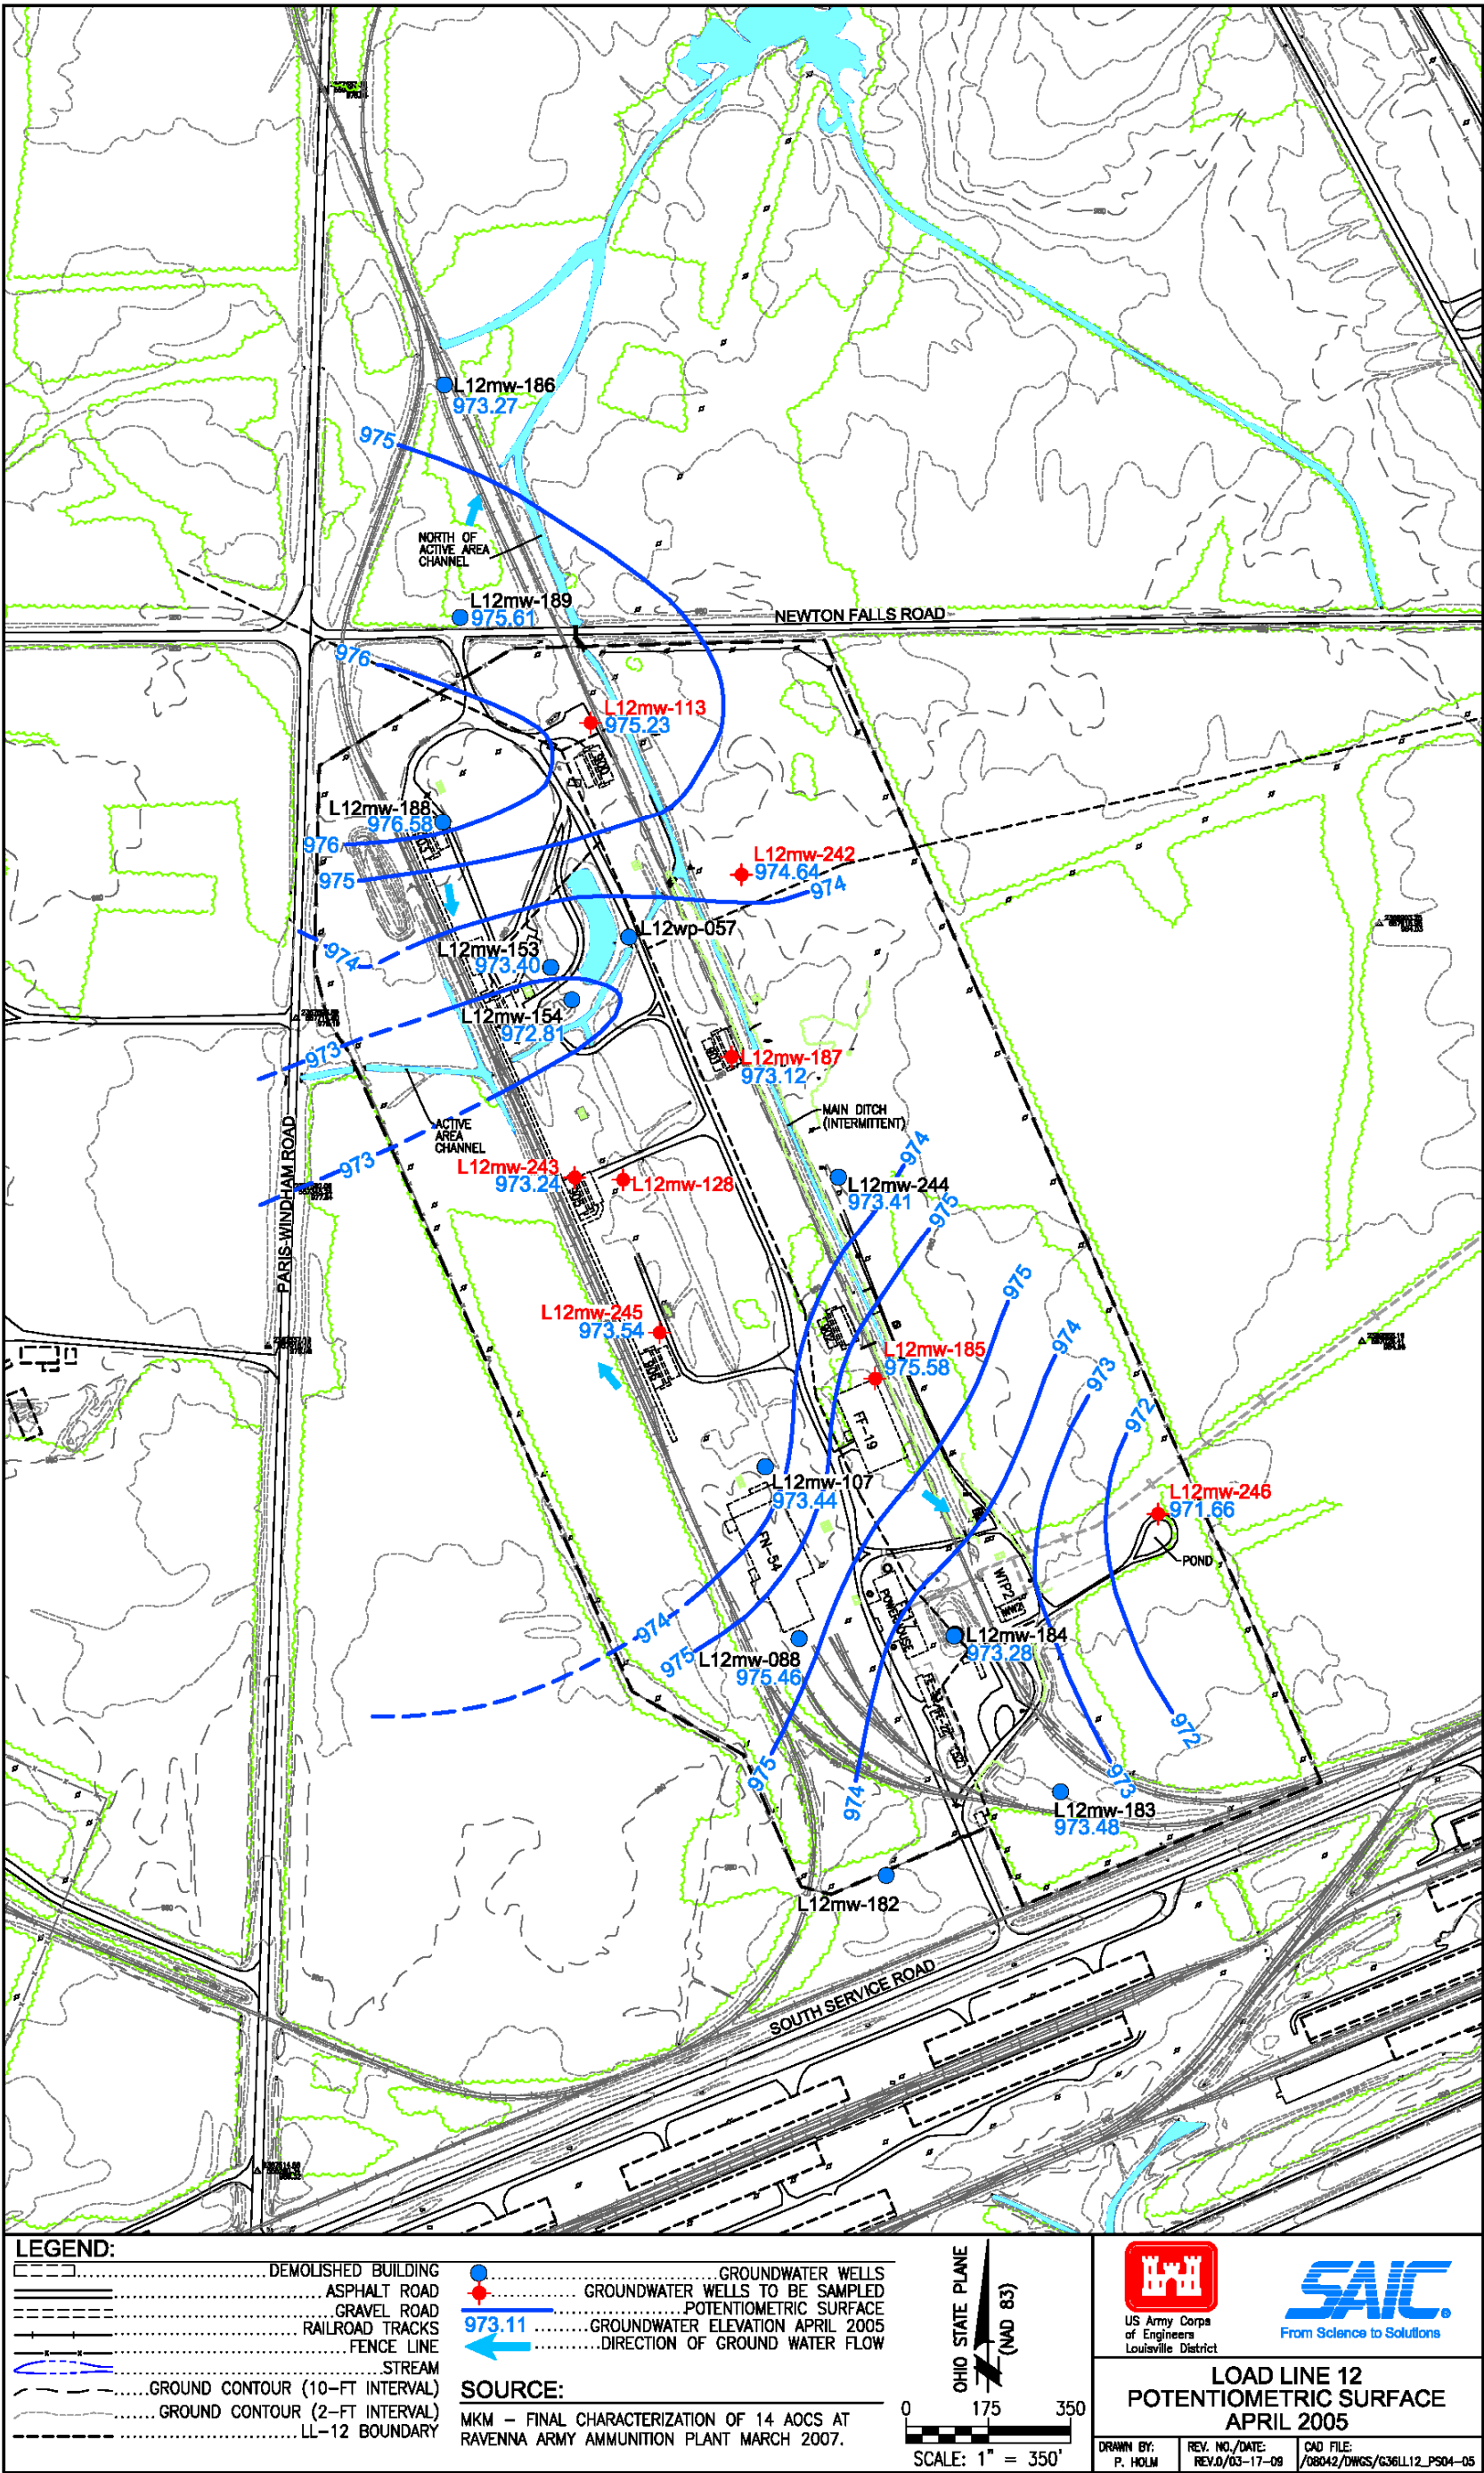 L12mw-186
973.27
975
NORTH OF
ACTIVE AREA
CHANNEL
L12mw-189
975.61
NEWTON FALLS ROAD
976
L12mw-113
975.23
900
L12mw-188
976.58
976
975
L12mw-242
974.64
974
L12wp-057
974
L12mw-153
973.40
L12mw-154
972.81
973
L12mw-187
973.12
MAIN DITCH
(INTERMITTENT)
ACTIVE
AREA
CHANNEL
PARIS-WINDHAM ROAD
973
974
L12mw-243
973.24
L12mw-128
L12mw-244
973.41
975
975
L12mw-245
973.54
974
L12mw-185
975.58
973
972
FF-19
L12mw-107
973.44
L12mw-246
971.66
FN-54
POND
WTP2
POWERHOUSE
974
975
L12mw-088
975.46
L12mw-184
973.28
972
975
974
973
L12mw-183
973.48
L12mw-182
SOUTH SERVICE ROAD
LEGEND:
DEMOLISHED BUILDING
ASPHALT ROAD
GRAVEL ROAD
RAILROAD TRACKS
FENCE LINE
STREAM
GROUND CONTOUR (10-FT INTERVAL)
GROUND CONTOUR (2-FT INTERVAL)
LL-12 BOUNDARY
GROUNDWATER WELLS
GROUNDWATER WELLS TO BE SAMPLED
POTENTIOMETRIC SURFACE
973.11 GROUNDWATER ELEVATION APRIL 2005
DIRECTION OF GROUND WATER FLOW
SOURCE:
MKM - FINAL CHARACTERIZATION OF 14 AOCS AT
RAVENNA ARMY AMMUNITION PLANT MARCH 2007.
OHIO STATE PLANE
(NAD 83)
N
0 175 350
SCALE: 1" = 350'
US Army Corps
of Engineers
Louisville District
SAIC®
From Science to Solutions
LOAD LINE 12
POTENTIOMETRIC SURFACE
APRIL 2005
DRAWN BY:
P. HOLM
REV. NO./DATE:
REV.0/03-17-09
CAD FILE:
/08042/DWGS/G36LL12_PS04-05